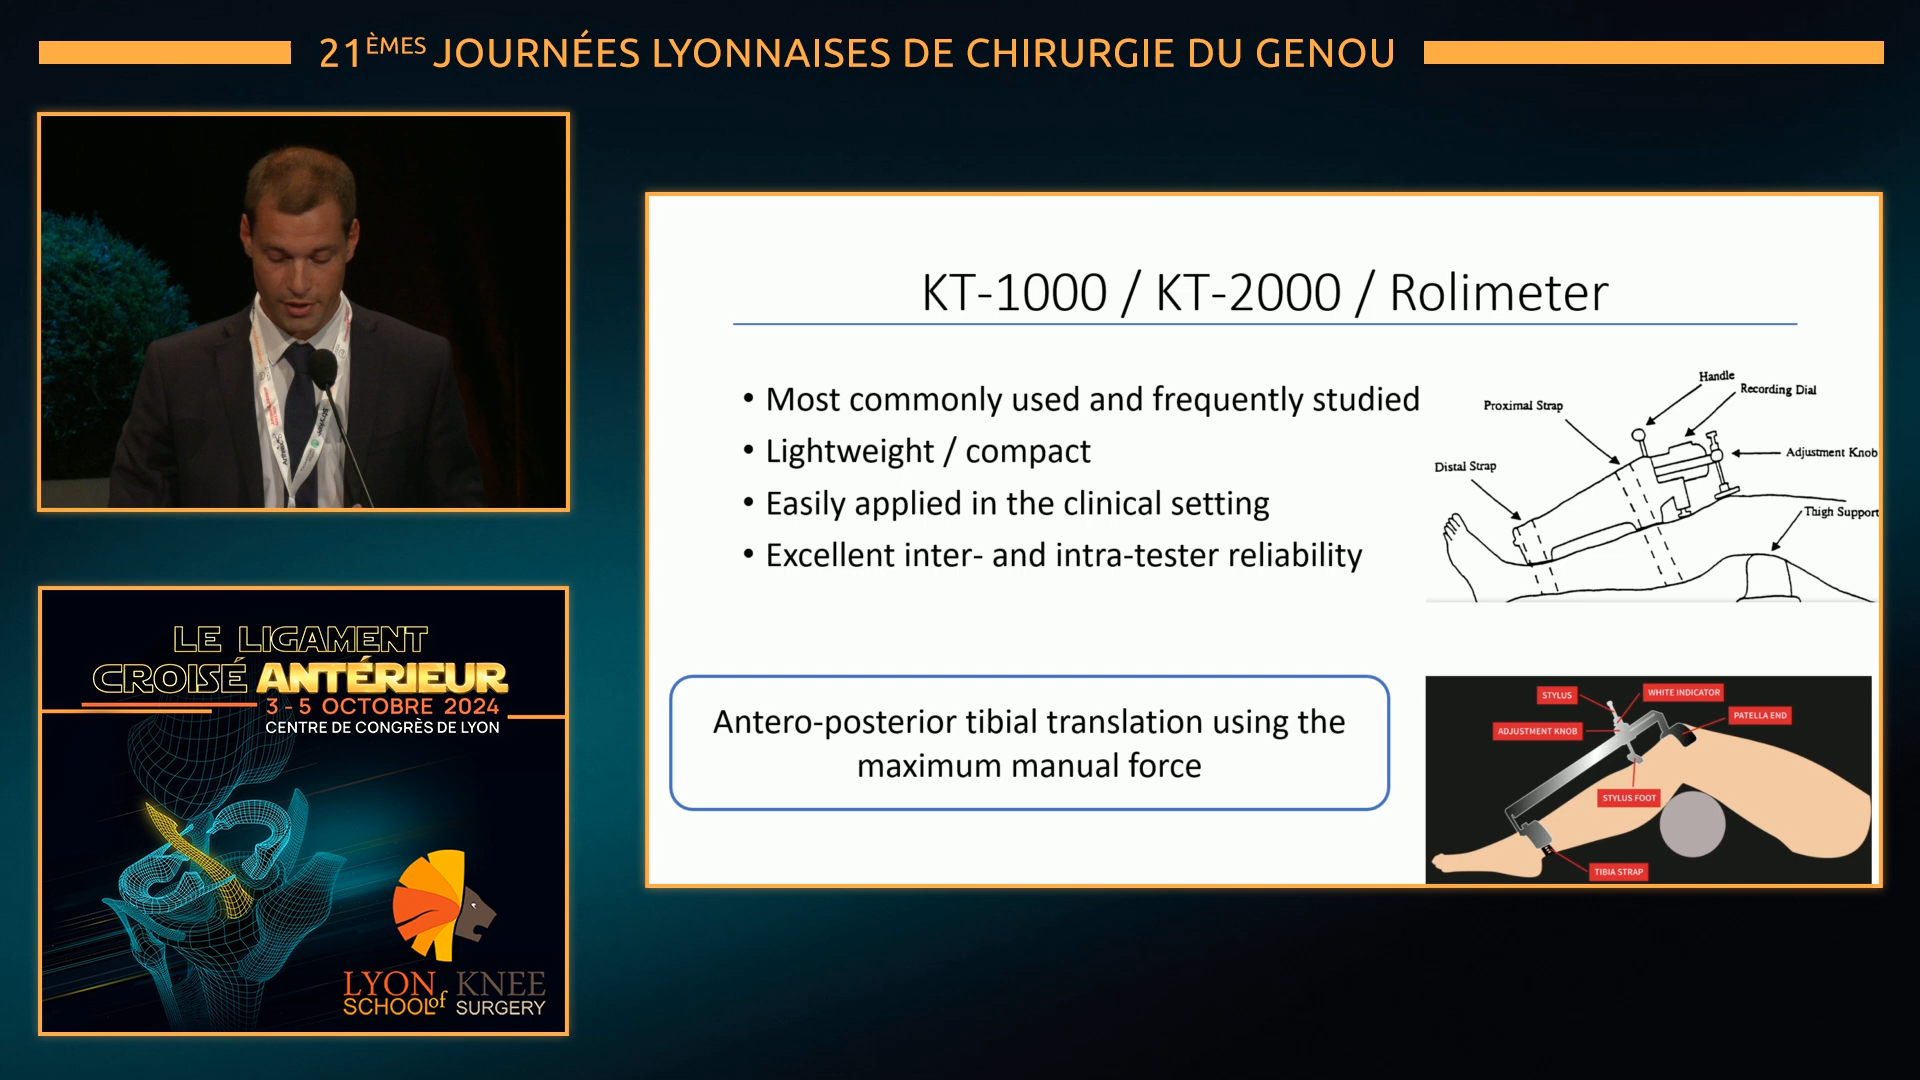 21ÈMES JOURNÉES LYONNAISES DE CHIRURGIE DU GENOU
LE LIGAMENT
CROISÉ ANTÉRIEUR
3 - 5 OCTOBRE 2024
CENTRE DE CONGRÈS DE LYON
LYON KNEE
SCHOOL of SURGERY
KT-1000 / KT-2000 / Rolimeter
• Most commonly used and frequently studied
• Lightweight / compact
• Easily applied in the clinical setting
• Excellent inter- and intra-tester reliability
Antero-posterior tibial translation using the
maximum manual force
Handle
Recording Dial
Proximal Strap
Adjustment Knob
Distal Strap
Thigh Support
STYLUS
WHITE INDICATOR
PATELLA END
ADJUSTMENT KNOB
STYLUS FOOT
TIBIA STRAP